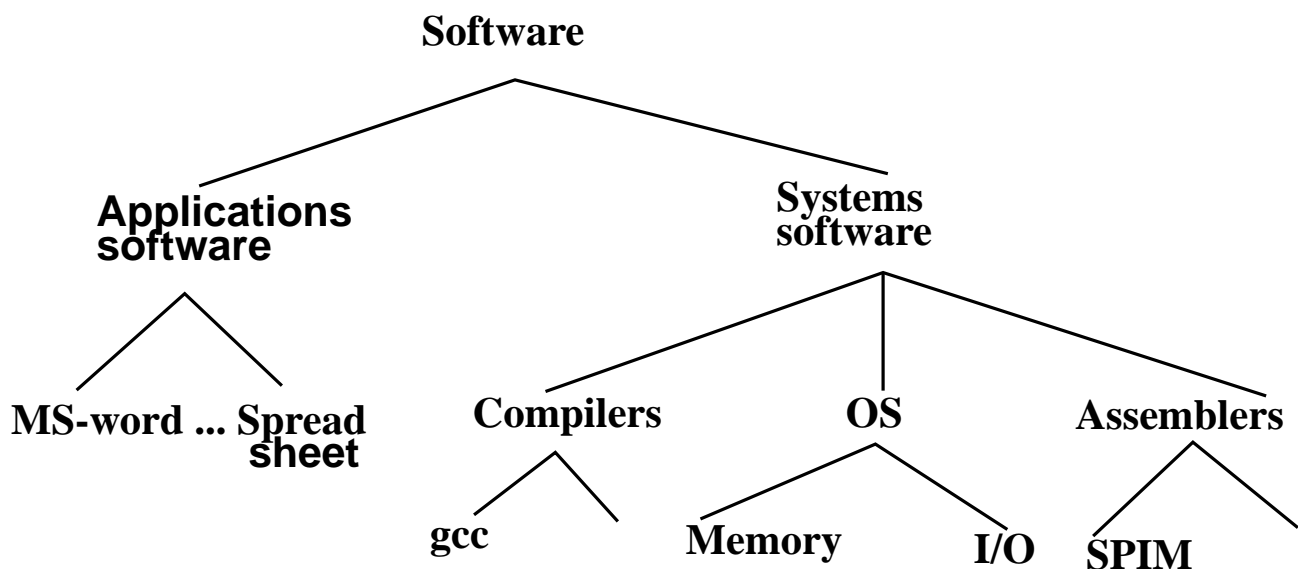 Software
Applications
software
Systems
software
MS-word ... Spread
sheet
Compilers
OS
Assemblers
gcc
Memory
I/O
SPIM